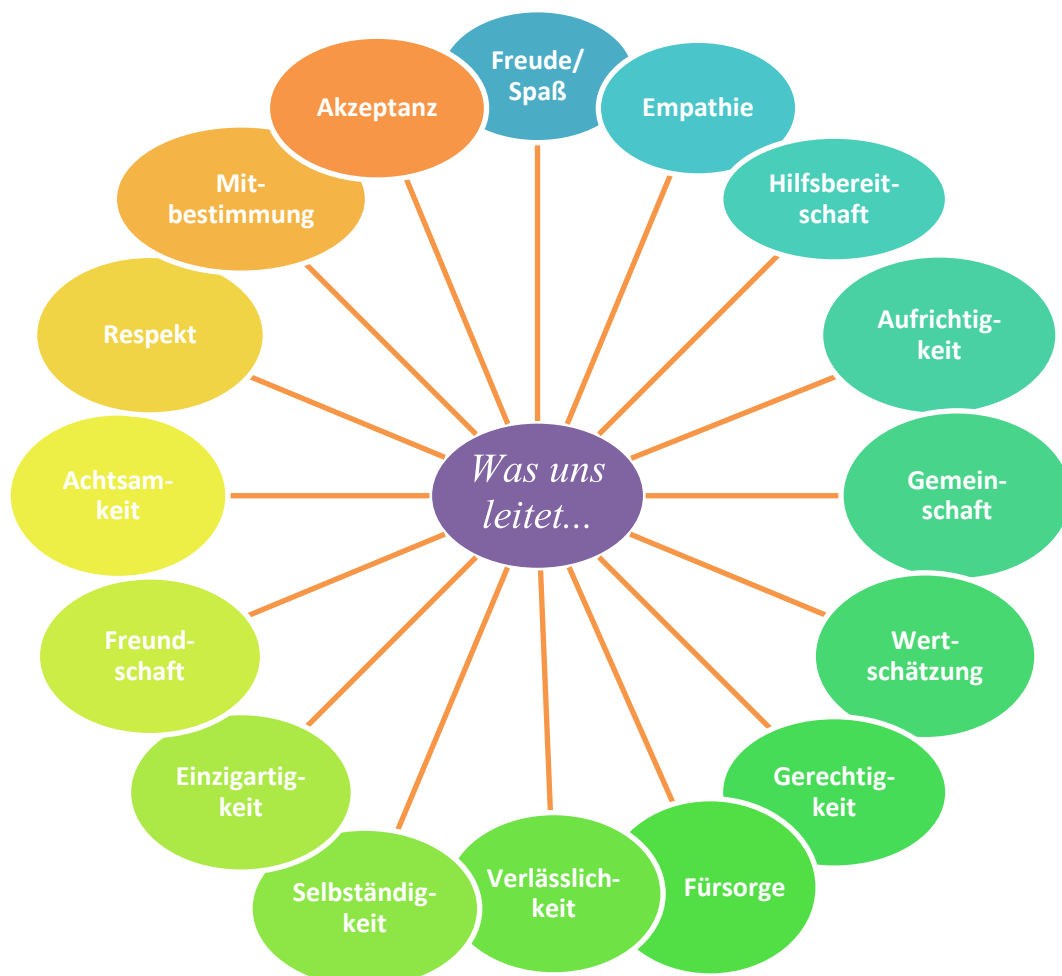 Freude/
Spaß
Empathie
Hilfsbereit-
schaft
Aufrichtig-
keit
Gemein-
schaft
Wert-
schätzung
Gerechtig-
keit
Fürsorge
Verlässlich-
keit
Selbständig-
keit
Einzigartig-
keit
Freund-
schaft
Achtsam-
keit
Respekt
Mit-
bestimmung
Akzeptanz
Was uns
leitet...